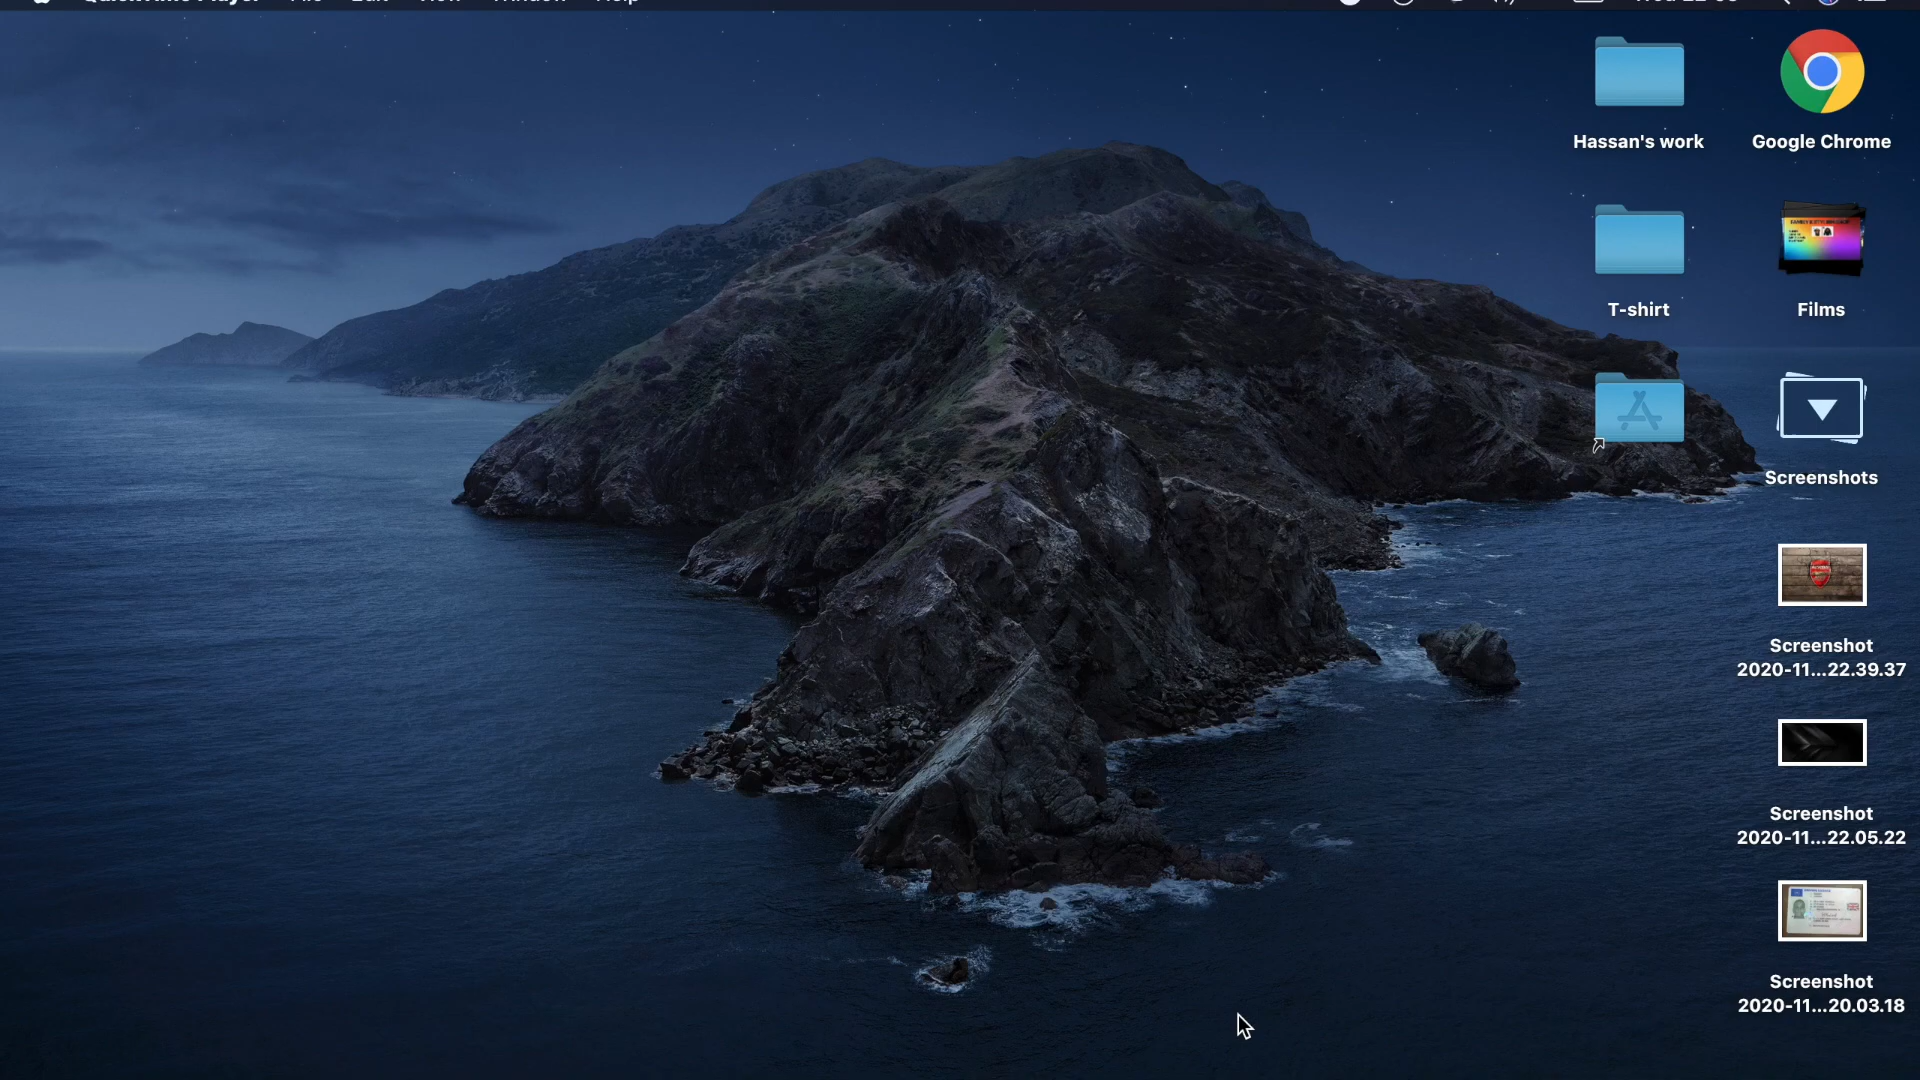 Hassan's work
Google Chrome
T-shirt
Films
Screenshots
Screenshot
2020-11...22.39.37
Screenshot
2020-11...22.05.22
Screenshot
2020-11...20.03.18